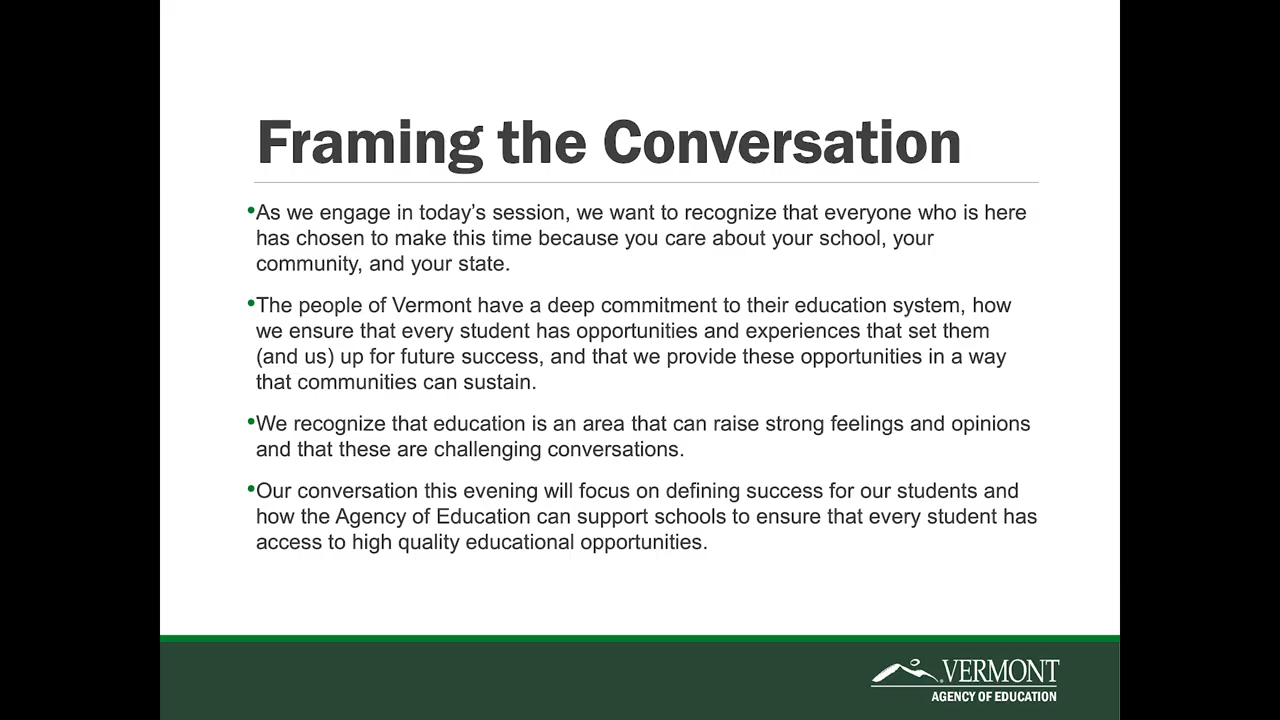 Framing the Conversation
•As we engage in today’s session, we want to recognize that everyone who is here
has chosen to make this time because you care about your school, your
community, and your state.
•The people of Vermont have a deep commitment to their education system, how
we ensure that every student has opportunities and experiences that set them
(and us) up for future success, and that we provide these opportunities in a way
that communities can sustain.
•We recognize that education is an area that can raise strong feelings and opinions
and that these are challenging conversations.
•Our conversation this evening will focus on defining success for our students and
how the Agency of Education can support schools to ensure that every student has
access to high quality educational opportunities.
VERMONT
AGENCY OF EDUCATION